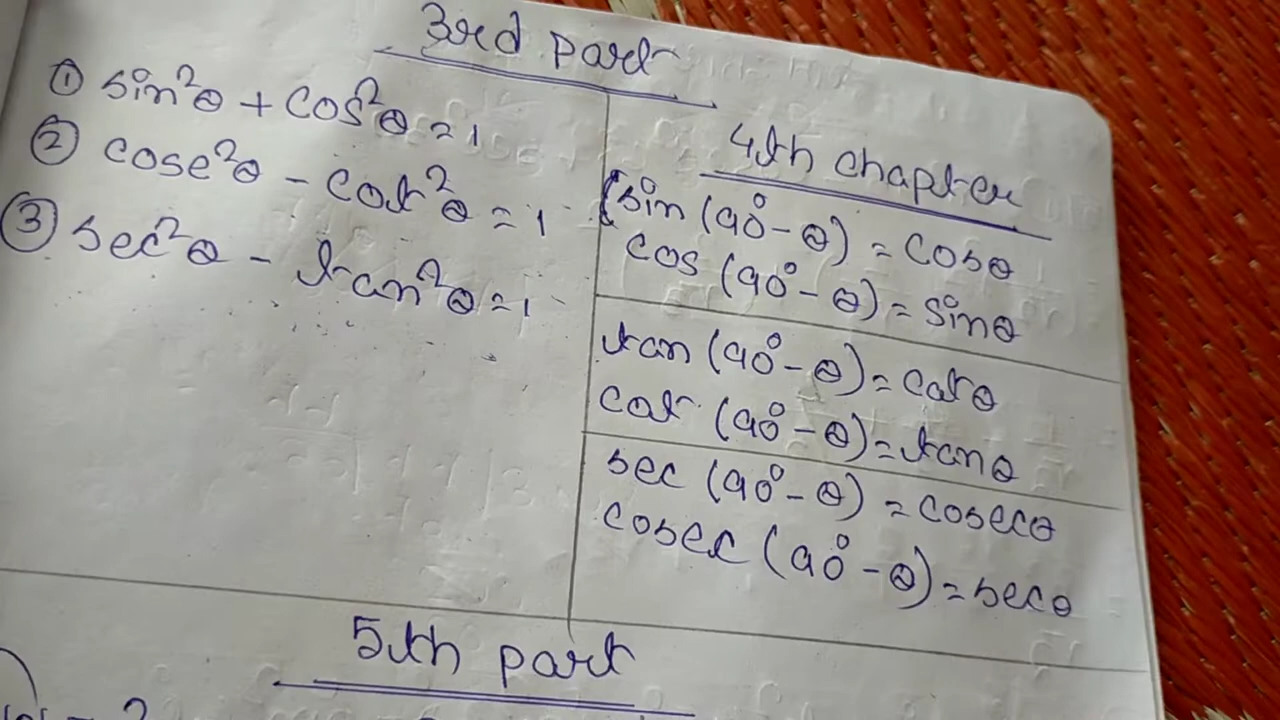 3rd part
① sin²θ + cos²θ = 1
② cose²θ - cot²θ = 1
③ sec²θ - tan²θ = 1
4th chapter
sin (90° - θ) = cosθ
cos (90° - θ) = sinθ
tan (90° - θ) = cotθ
cot (90° - θ) = tanθ
sec (90° - θ) = cosecθ
cosec (90° - θ) = secθ
5th part